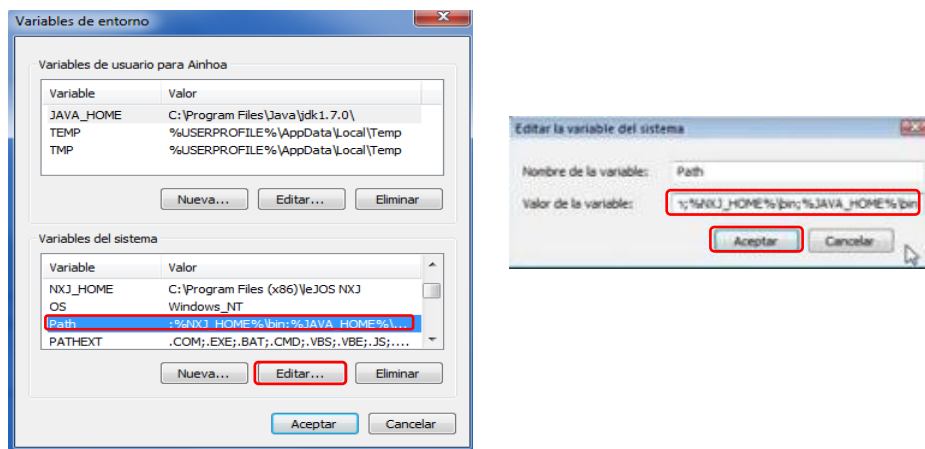 Variables de entorno
Variables de usuario para Ainhoa
Variable Valor
JAVA_HOME C:\Program Files\Java\jdk1.7.0\
TEMP %USERPROFILE%\AppData\Local\Temp
TMP %USERPROFILE%\AppData\Local\Temp
Nueva... Editar... Eliminar
Variables del sistema
Variable Valor
NXJ_HOME C:\Program Files (x86)\leJOS NXJ
OS Windows_NT
Path ;%NXJ_HOME%\bin;%JAVA_HOME%\...
PATHEXT .COM;.EXE;.BAT;.CMD;.VBS;.VBE;.JS;....
Nueva... Editar... Eliminar
Aceptar Cancelar
Editar la variable del sistema
Nombre de la variable: Path
Valor de la variable: ;%NXJ_HOME%\bin;%JAVA_HOME%\bin
Aceptar Cancelar